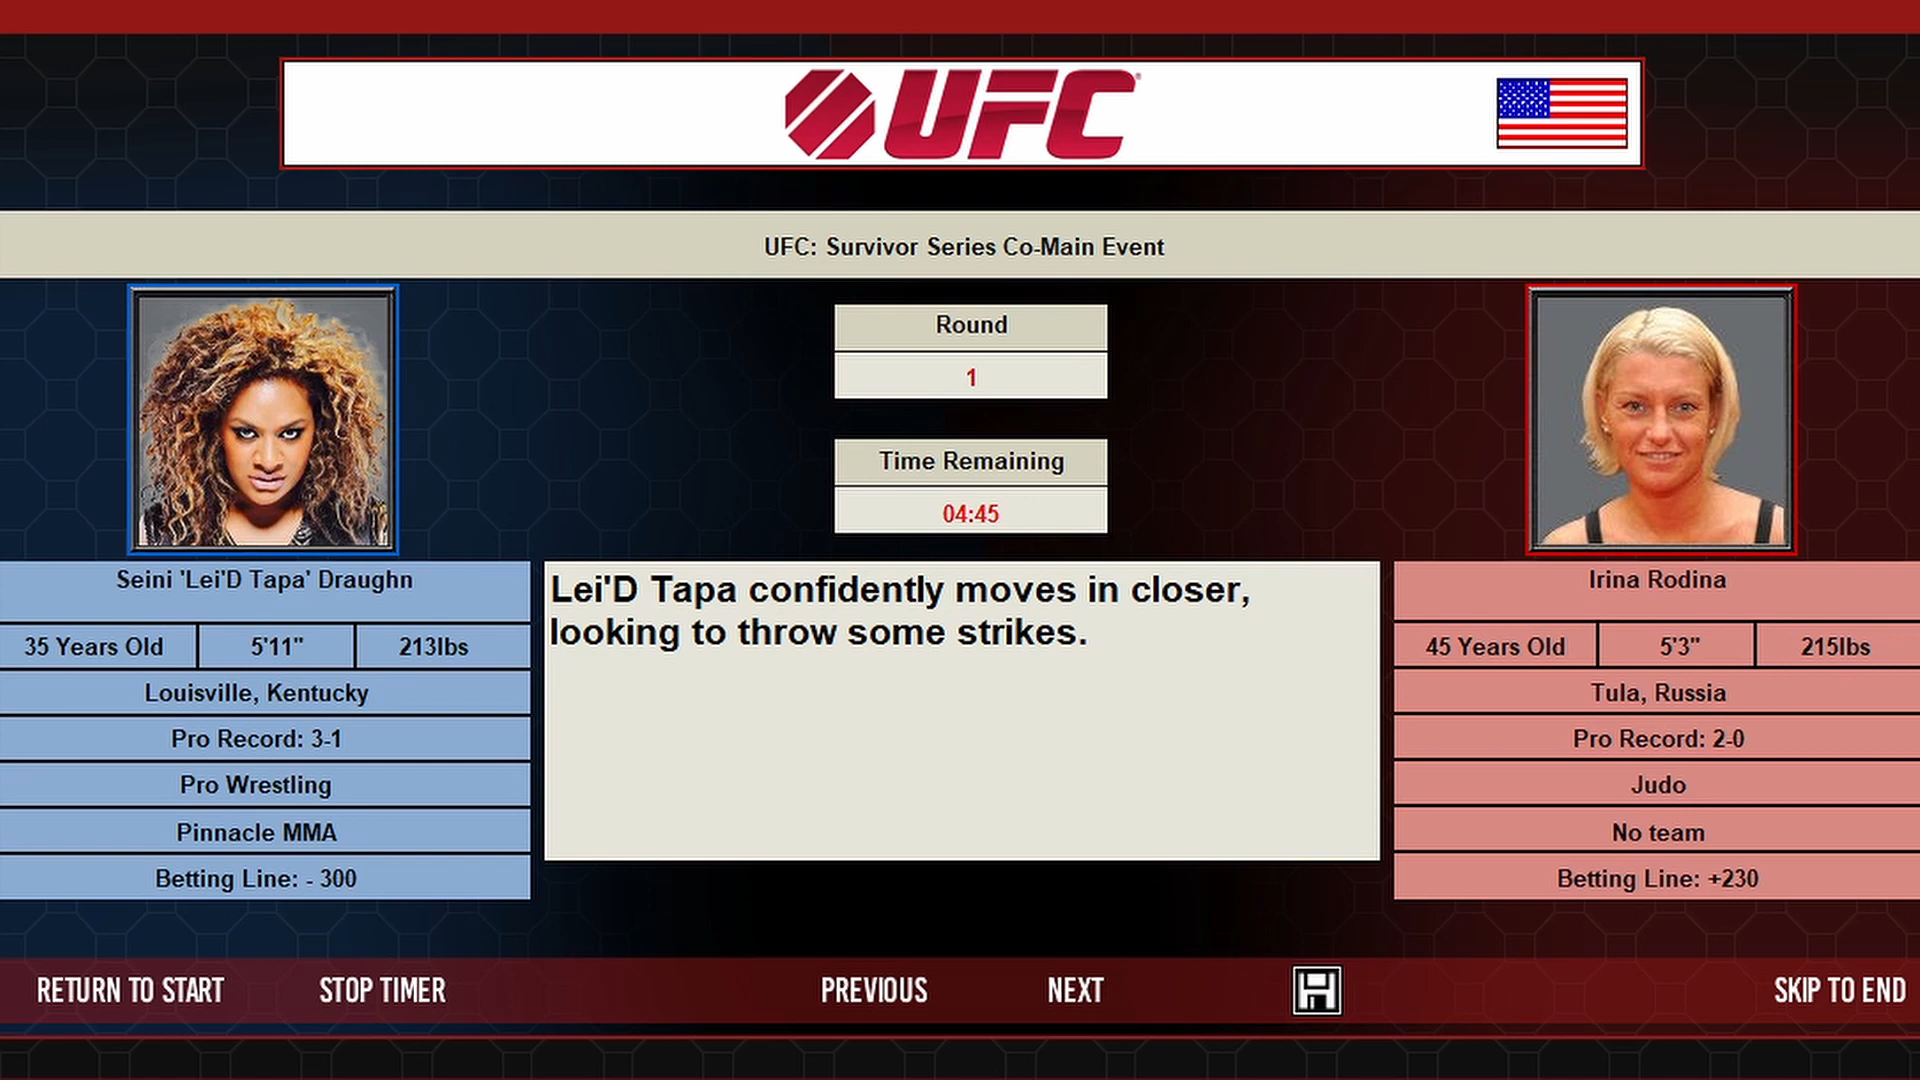 UFC
UFC: Survivor Series Co-Main Event
Round
1
Time Remaining
04:45
Seini 'Lei'D Tapa' Draughn
35 Years Old
5'11"
213lbs
Louisville, Kentucky
Pro Record: 3-1
Pro Wrestling
Pinnacle MMA
Betting Line: - 300
Lei'D Tapa confidently moves in closer,
looking to throw some strikes.
Irina Rodina
45 Years Old
5'3"
215lbs
Tula, Russia
Pro Record: 2-0
Judo
No team
Betting Line: +230
RETURN TO START
STOP TIMER
PREVIOUS
NEXT
SKIP TO END